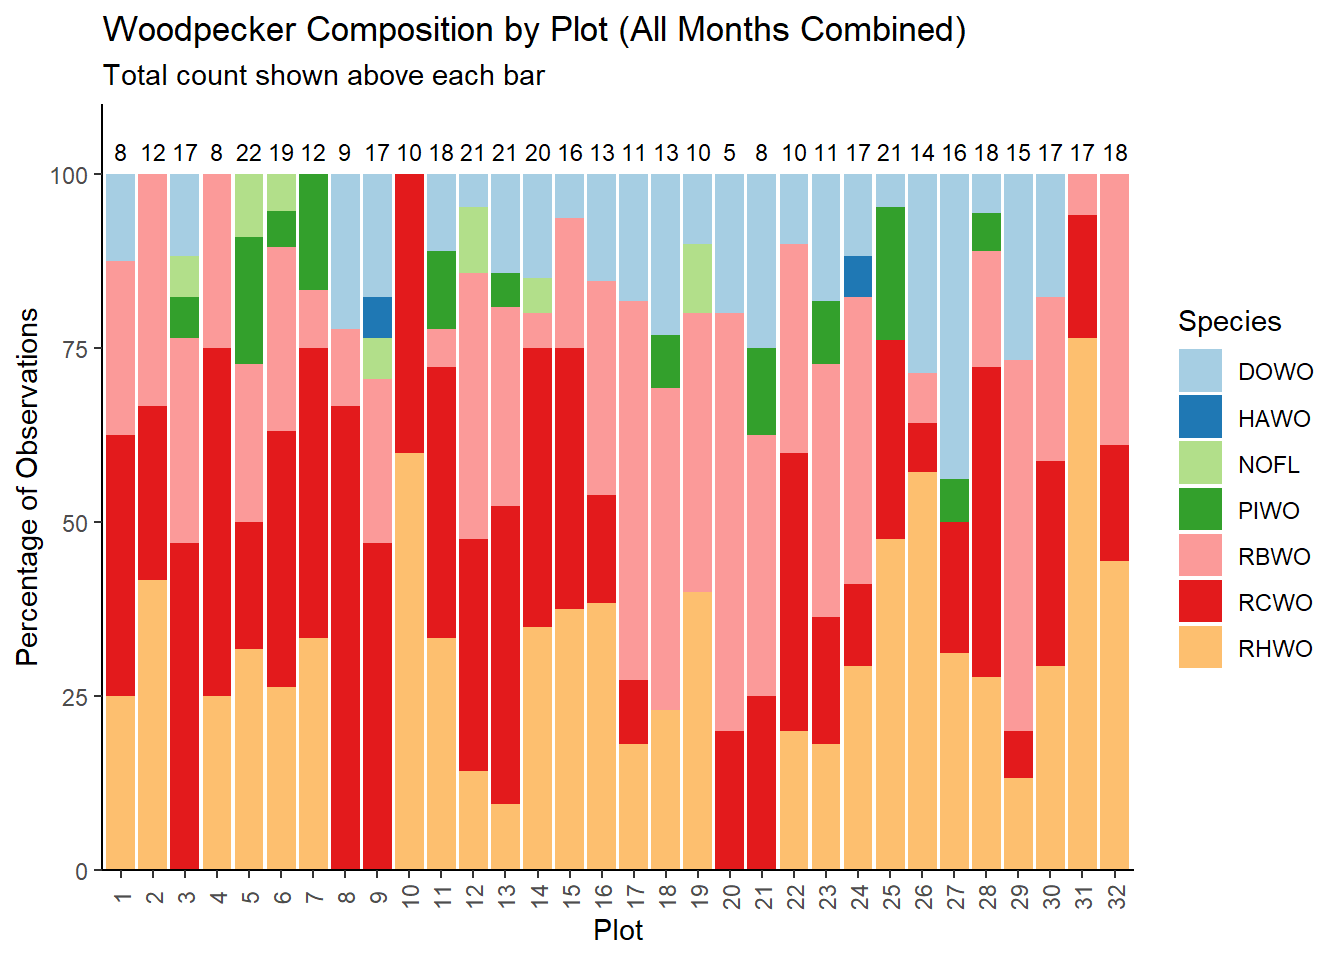 Woodpecker Composition by Plot (All Months Combined)
Total count shown above each bar
8 12 17 8 22 19 12 9 17 10 18 21 21 20 16 13 11 13 10 5 8 10 11 17 21 14 16 18 15 17 17 18
100
75
50
25
0
Percentage of Observations
1 2 3 4 5 6 7 8 9 10 11 12 13 14 15 16 17 18 19 20 21 22 23 24 25 26 27 28 29 30 31 32
Plot
Species
DOWO
HAWO
NOFL
PIWO
RBWO
RCWO
RHWO